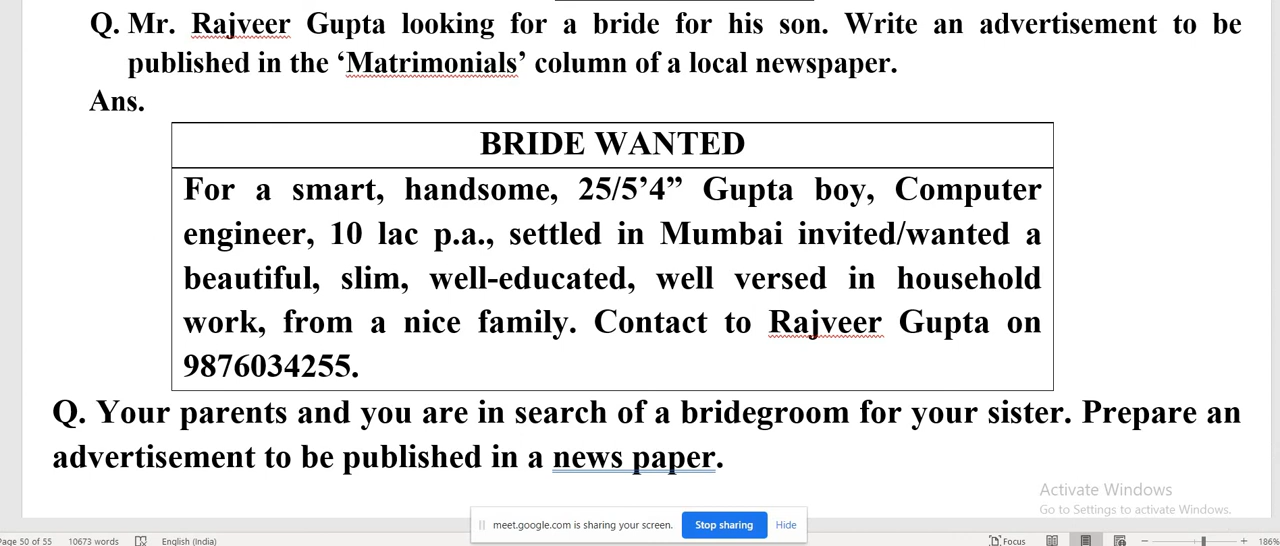 Q. Mr. Rajveer Gupta looking for a bride for his son. Write an advertisement to be
published in the ‘Matrimonials’ column of a local newspaper.
Ans.
BRIDE WANTED
For a smart, handsome, 25/5’4” Gupta boy, Computer
engineer, 10 lac p.a., settled in Mumbai invited/wanted a
beautiful, slim, well-educated, well versed in household
work, from a nice family. Contact to Rajveer Gupta on
9876034255.
Q. Your parents and you are in search of a bridegroom for your sister. Prepare an
advertisement to be published in a news paper.
Activate Windows
Go to Settings to activate Windows.
meet.google.com is sharing your screen. Stop sharing Hide
Page 50 of 55 10673 words English (India) Focus 186%